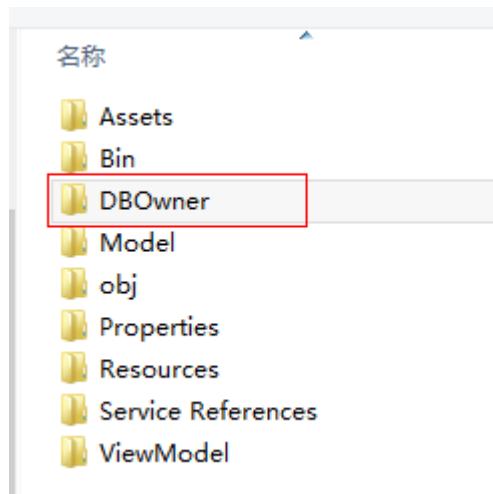 名称
Assets
Bin
DBOwner
Model
obj
Properties
Resources
Service References
ViewModel